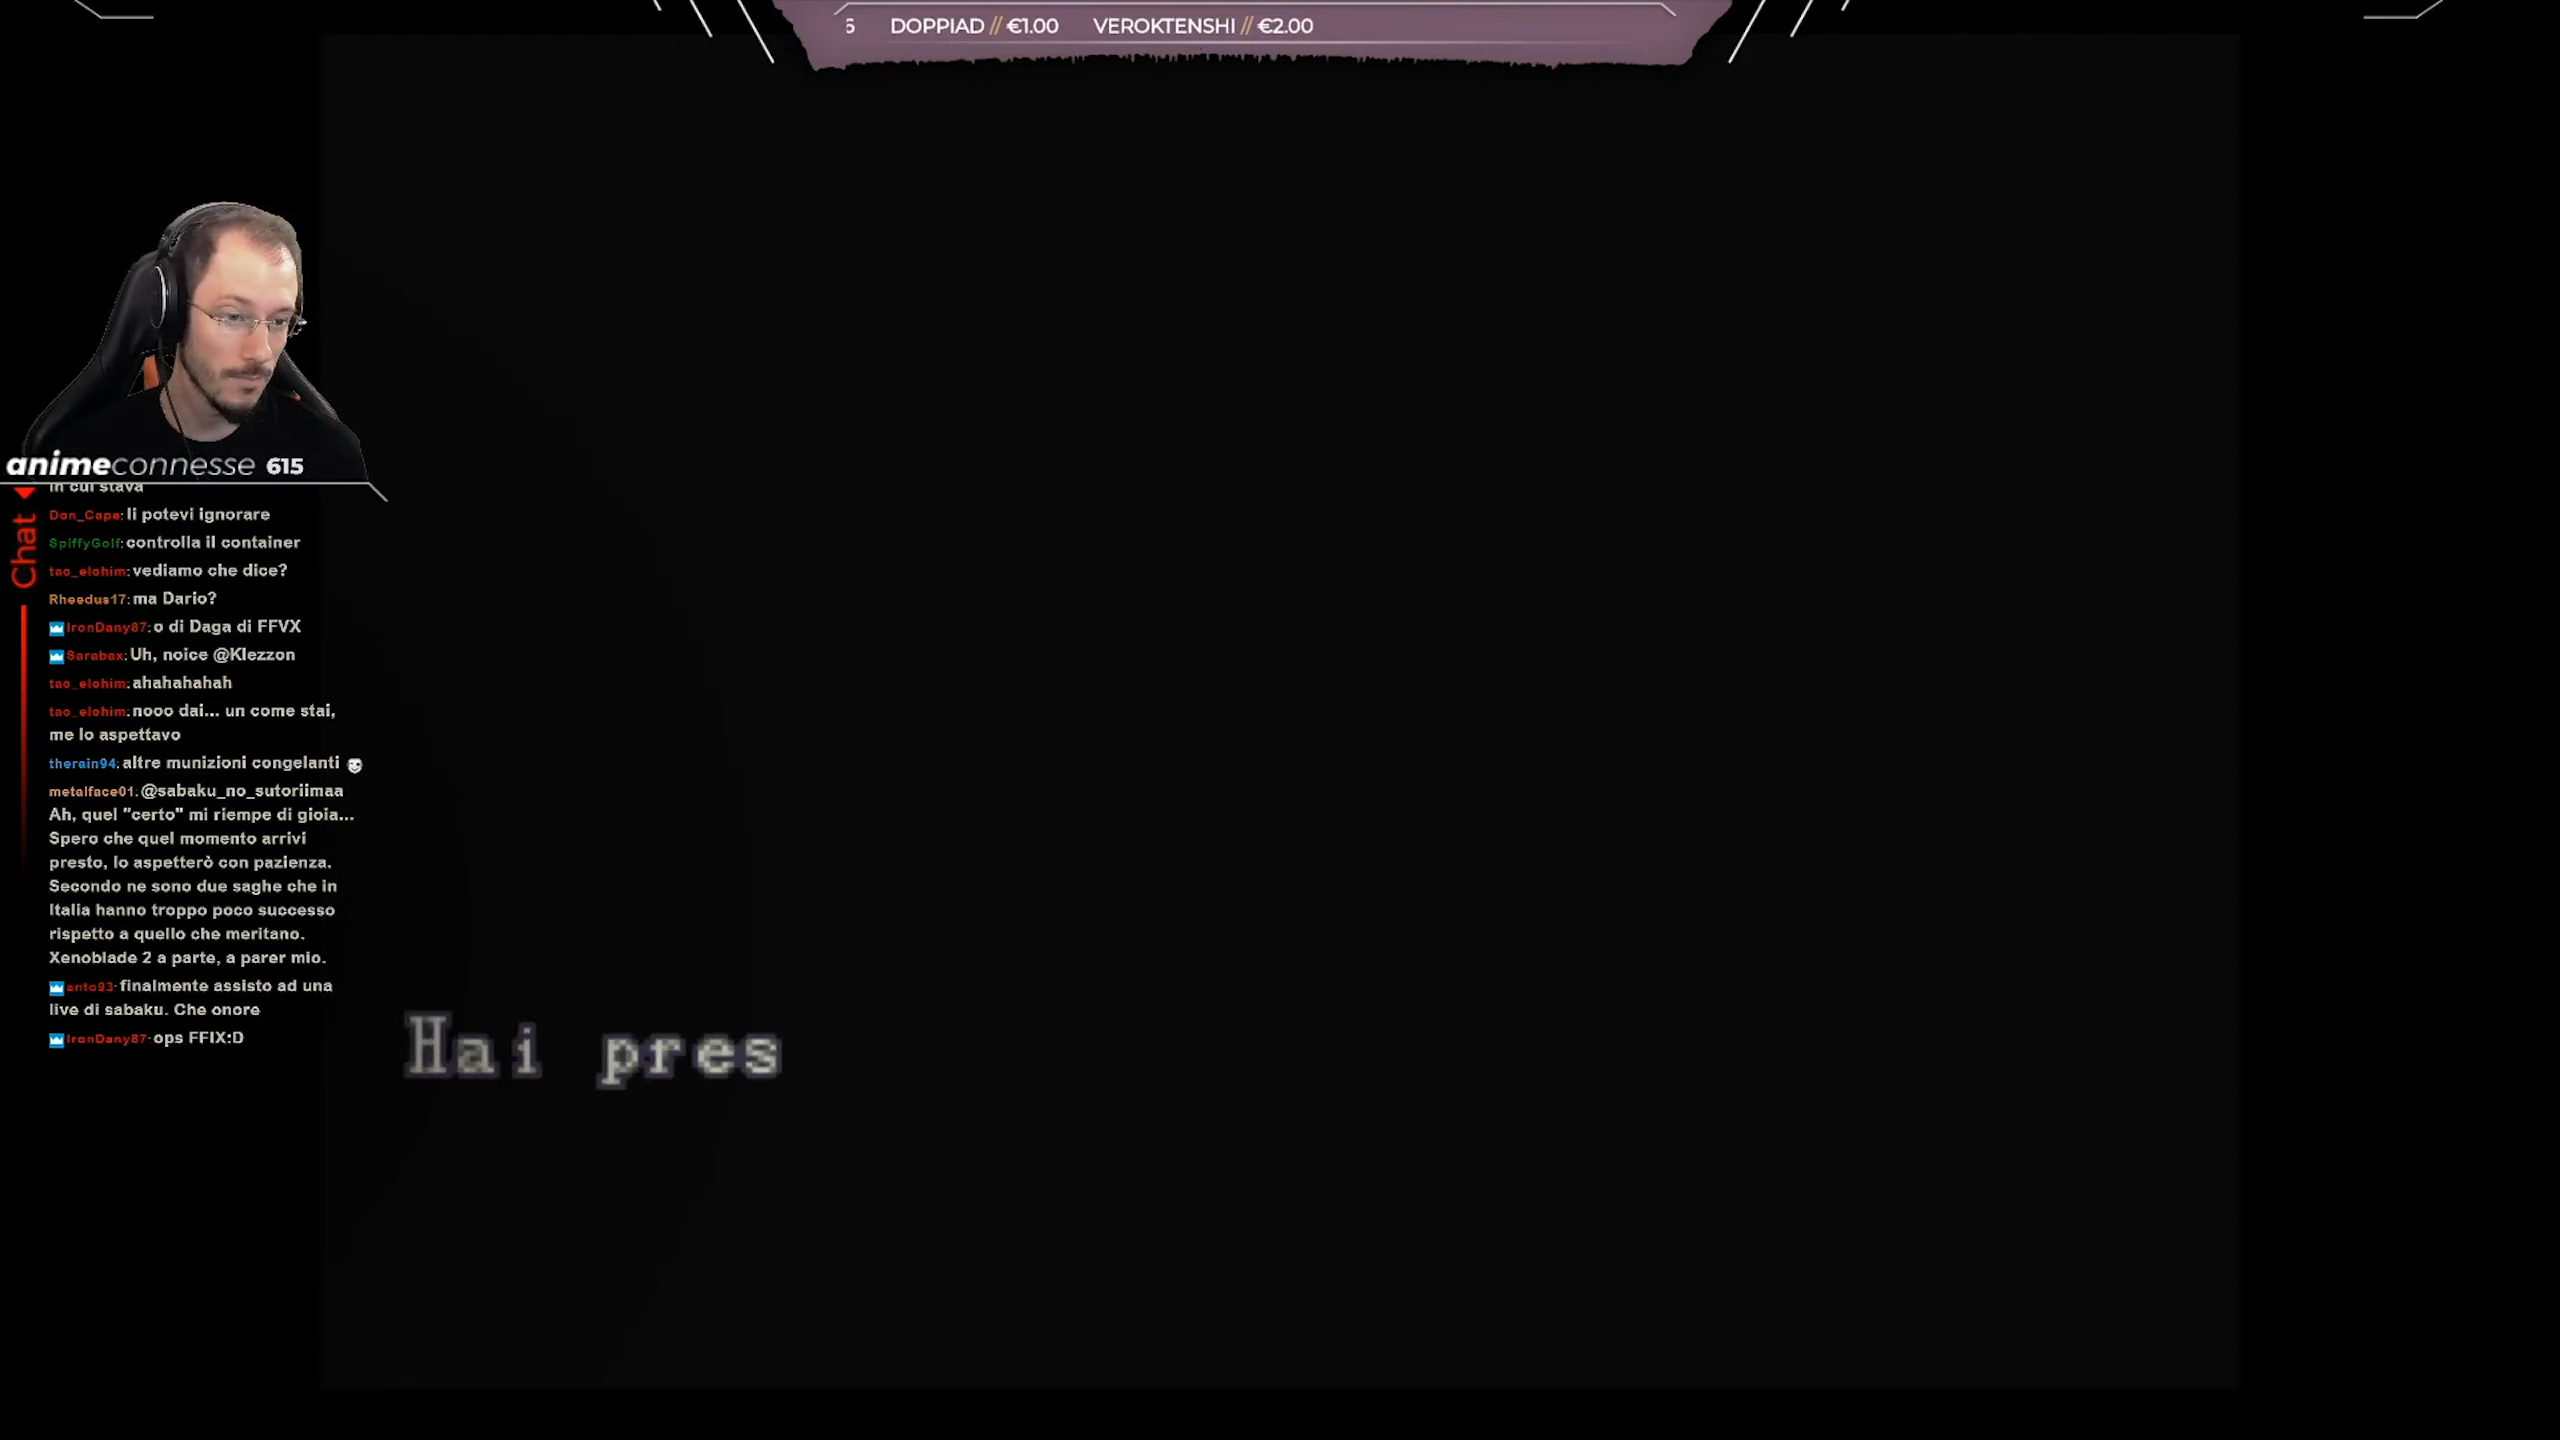 6 DOPPIAD // €1.00 VEROKTENSHI // €2.00
animeconnesse 615
Chat
in cui stava
Don_Cape: li potevi ignorare
SpiffyGolf: controlla il container
tao_elohim: vediamo che dice?
Rheedus17: ma Dario?
IronDany87: o di Daga di FFVX
Sarabax: Uh, noice @Klezzon
tao_elohim: ahahahahah
tao_elohim: nooo dai... un come stai,
me lo aspettavo
therain94: altre munizioni congelanti
metalface01: @sabaku_no_sutoriimaa
Ah, quel "certo" mi riempe di gioia...
Spero che quel momento arrivi
presto, lo aspetterò con pazienza.
Secondo ne sono due saghe che in
Italia hanno troppo poco successo
rispetto a quello che meritano.
Xenoblade 2 a parte, a parer mio.
anto93: finalmente assisto ad una
live di sabaku. Che onore
IronDany87: ops FFIX:D
Hai pres